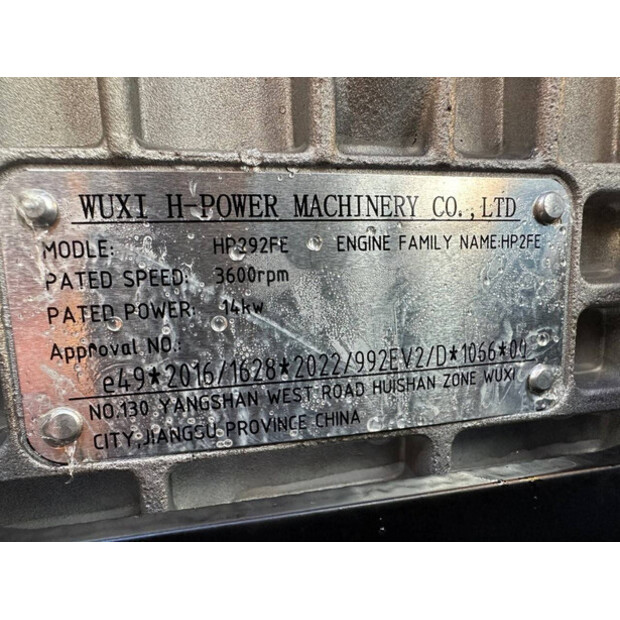 WUXI H-POWER MACHINERY CO.,LTD
MODLE: HP292FE ENGINE FAMILY NAME:HP2FE
PATED SPEED: 3600rpm
PATED POWER: 14kw
Approval NO.:
e49*2016/1628*2022/992EV2/D*1066*00
NO.130 YANGSHAN WEST ROAD HUISHAN ZONE WUXI
CITY,JIANGSU PROVINCE CHINA